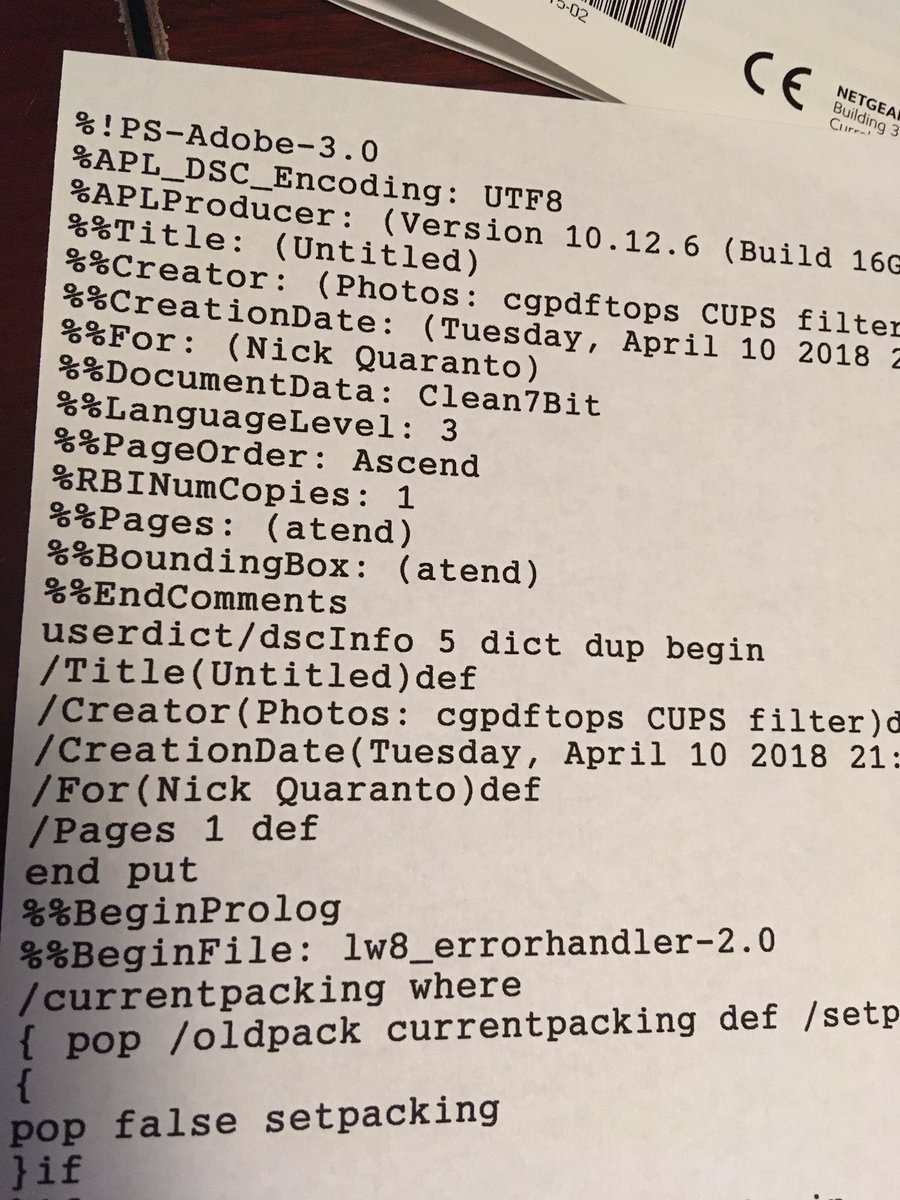 5-02
CE
NETGEA
Building 3
%!PS-Adobe-3.0
%APL_DSC_Encoding: UTF8
%APLProducer: (Version 10.12.6 (Build 16G
%%Title: (Untitled)
%%Creator: (Photos: cgpdftops CUPS filter
%%CreationDate: (Tuesday, April 10 2018 2
%%For: (Nick Quaranto)
%%DocumentData: Clean7Bit
%%LanguageLevel: 3
%%PageOrder: Ascend
%RBINumCopies: 1
%%Pages: (atend)
%%BoundingBox: (atend)
%%EndComments
userdict/dscInfo 5 dict dup begin
/Title(Untitled)def
/Creator(Photos: cgpdftops CUPS filter)d
/CreationDate(Tuesday, April 10 2018 21:
/For(Nick Quaranto)def
/Pages 1 def
end put
%%BeginProlog
%%BeginFile: lw8_errorhandler-2.0
/currentpacking where
{ pop /oldpack currentpacking def /setp
{
pop false setpacking
}if